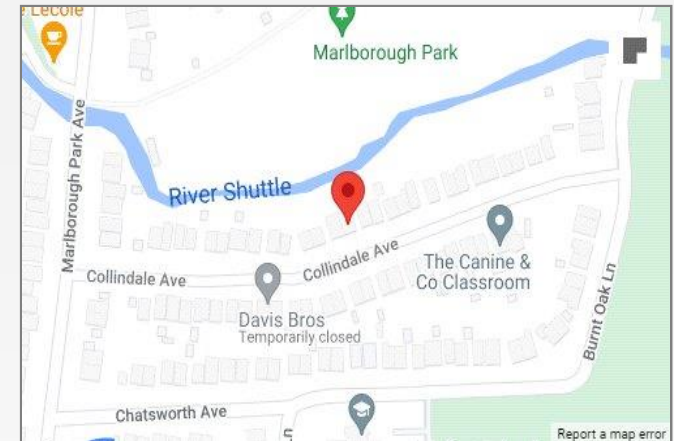 e Lecole
Marlborough Park
Marlborough Park Ave
River Shuttle
Collindale Ave
Collindale Ave
The Canine &
Co Classroom
Davis Bros
Temporarily closed
Burnt Oak Ln
Chatsworth Ave
Report a map error